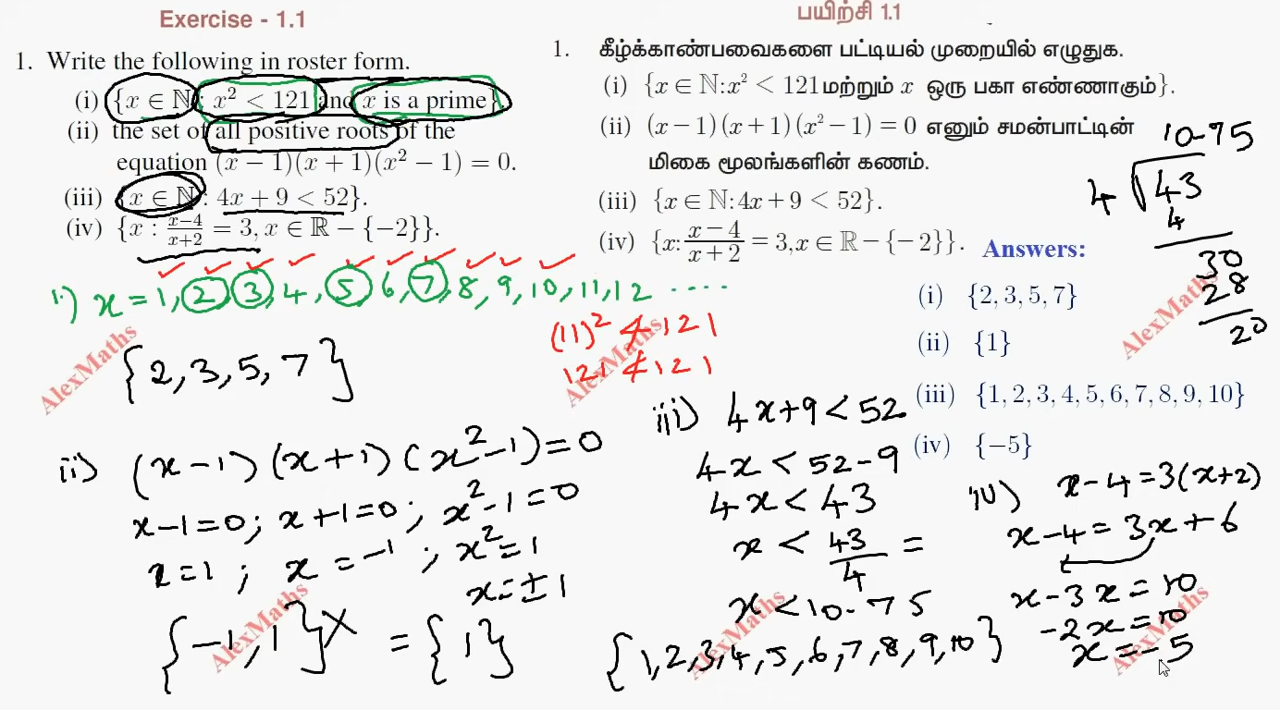 Exercise - 1.1
1. Write the following in roster form.
(i) {x ∈ ℕ : x² < 121 and x is a prime}
(ii) the set of all positive roots of the
equation (x − 1)(x + 1)(x² − 1) = 0.
(iii) {x ∈ ℕ : 4x + 9 < 52}.
(iv) {x : (x−4)/(x+2) = 3, x ∈ ℝ − {−2}}.
பயிற்சி 1.1
1. கீழ்க்காண்பவைகளை பட்டியல் முறையில் எழுதுக.
(i) {x ∈ ℕ: x² < 121 மற்றும் x ஒரு பகா எண்ணாகும்}.
(ii) (x−1)(x+1)(x²−1) = 0 எனும் சமன்பாட்டின்
மிகை மூலங்களின் கணம்.
(iii) {x ∈ ℕ: 4x + 9 < 52}.
(iv) {x: (x−4)/(x+2) = 3, x ∈ ℝ − {−2}}.
10.75
4 √43
4
30
28
20
Answers:
(i) {2, 3, 5, 7}
(ii) {1}
(iii) {1, 2, 3, 4, 5, 6, 7, 8, 9, 10}
(iv) {−5}
i) x = 1, 2, 3, 4, 5, 6, 7, 8, 9, 10, 11, 12 ....
(11)² ≮ 121
121 ≮ 121
{2, 3, 5, 7}
ii) (x−1) (x+1) (x²−1) = 0
x−1=0; x+1=0; x²−1=0
x=1; x=−1; x²=1
x=±1
{−1, 1}× = {1}
iii) 4x+9 < 52
4x < 52−9
4x < 43
x < 43/4 =
x < 10.75
{1, 2, 3, 4, 5, 6, 7, 8, 9, 10}
iv) x−4 = 3(x+2)
x−4 = 3x+6
x−3x = 10
−2x = 10
x = −5
AlexMaths
AlexMaths
AlexMaths
AlexMaths
AlexMaths
AlexMaths